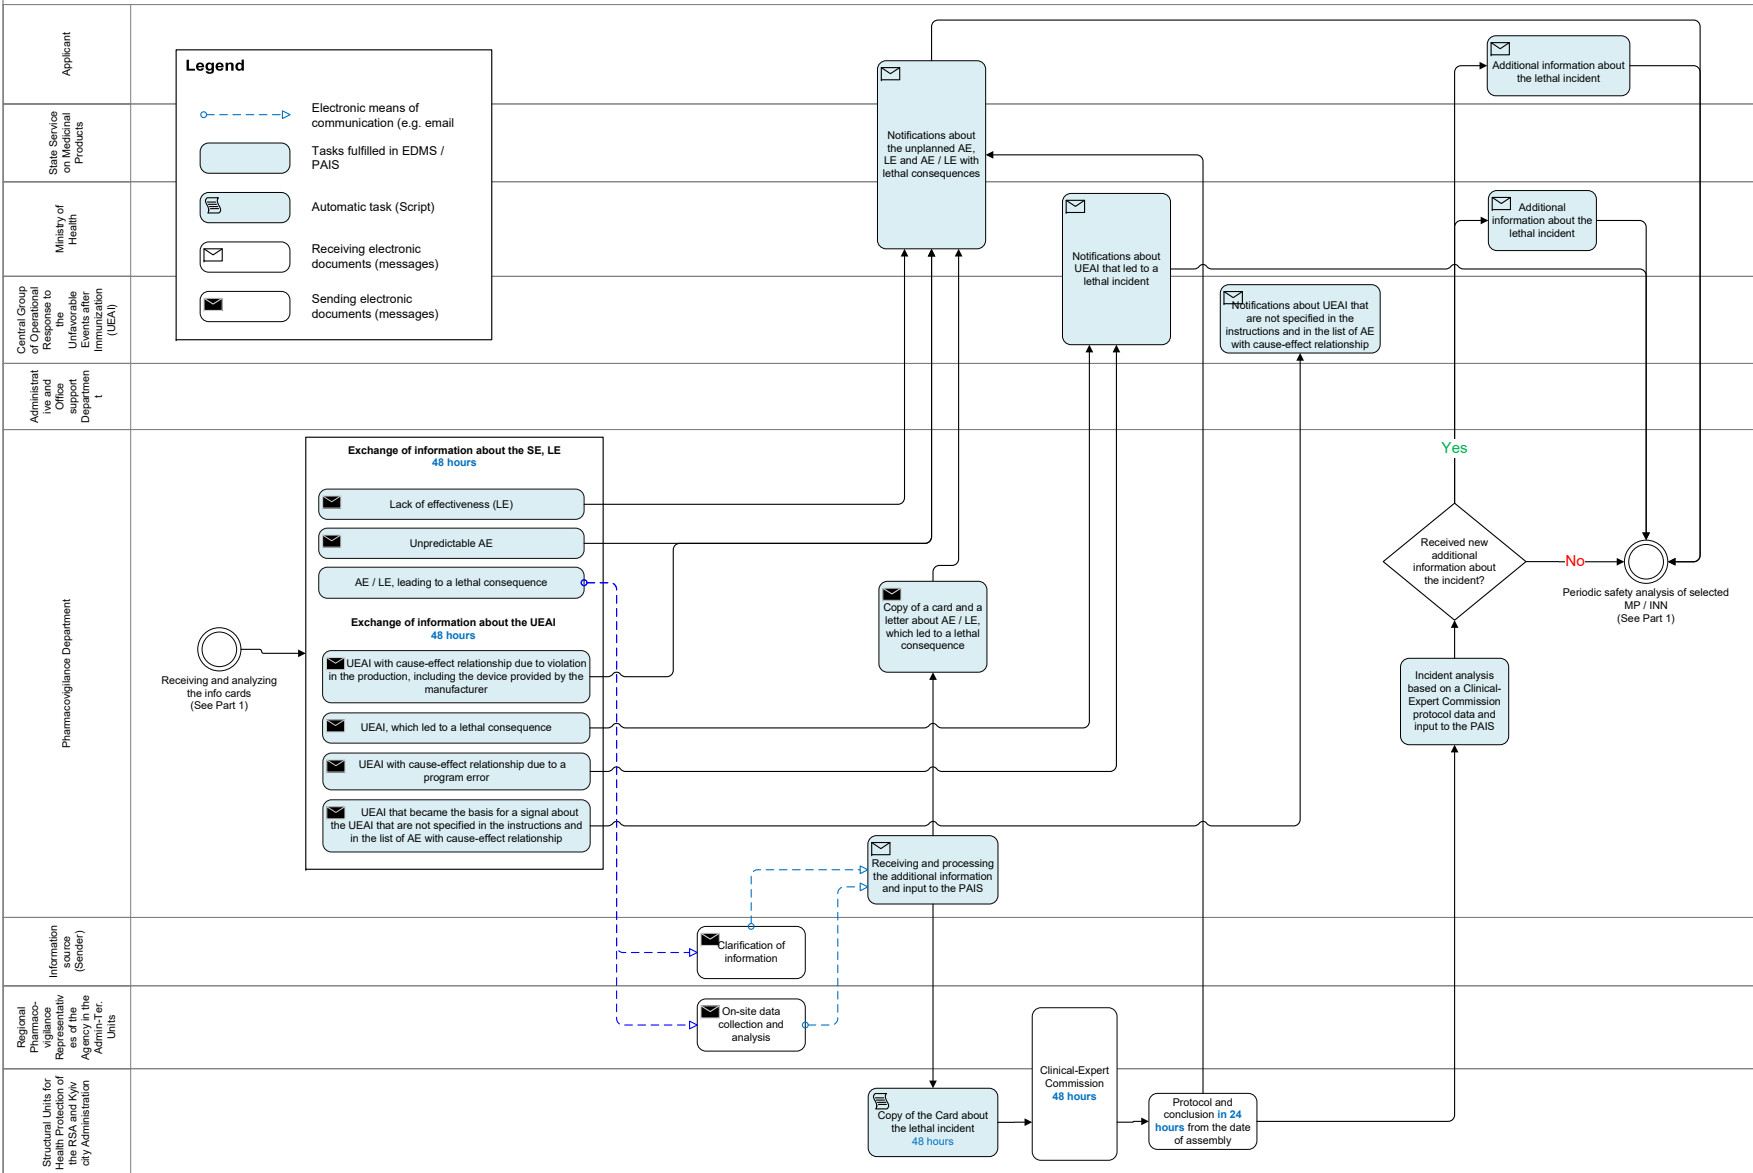 Applicant
State Service
on Medicinal
Products
Ministry of
Health
Central Group
of Operational
Response to
the
Unfavorable
Events after
Immunization
(UEAI)
Administrat
ive and
Office
support
Departmen
t
Pharmacovigilance Department
Information
source
(Sender)
Regional
Pharmaco-
vigilance
Representativ
es of the
Agency in the
Admin-Ter.
Units
Structural Units for
Health Protection of
the RSA and Kyiv
city Administration
Legend
Electronic means of
communication (e.g. email
Tasks fulfilled in EDMS /
PAIS
Automatic task (Script)
Receiving electronic
documents (messages)
Sending electronic
documents (messages)
Notifications about
the unplanned AE,
LE and AE / LE with
lethal consequences
Additional information about
the lethal incident
Additional
information about the
lethal incident
Notifications about
UEAI that led to a
lethal incident
Notifications about UEAI that
are not specified in the
instructions and in the list of AE
with cause-effect relationship
Receiving and analyzing
the info cards
(See Part 1)
Exchange of information about the SE, LE
48 hours
Lack of effectiveness (LE)
Unpredictable AE
AE / LE, leading to a lethal consequence
Exchange of information about the UEAI
48 hours
UEAI with cause-effect relationship due to violation
in the production, including the device provided by the
manufacturer
UEAI, which led to a lethal consequence
UEAI with cause-effect relationship due to a
program error
UEAI that became the basis for a signal about
the UEAI that are not specified in the instructions and
in the list of AE with cause-effect relationship
Copy of a card and a
letter about AE / LE,
which led to a lethal
consequence
Receiving and processing
the additional information
and input to the PAIS
Yes
Received new
additional
information about
the incident?
No
Periodic safety analysis of selected
MP / INN
(See Part 1)
Incident analysis
based on a Clinical-
Expert Commission
protocol data and
input to the PAIS
Clarification of
information
On-site data
collection and
analysis
Copy of the Card about
the lethal incident
48 hours
Clinical-Expert
Commission
48 hours
Protocol and
conclusion in 24
hours from the date
of assembly